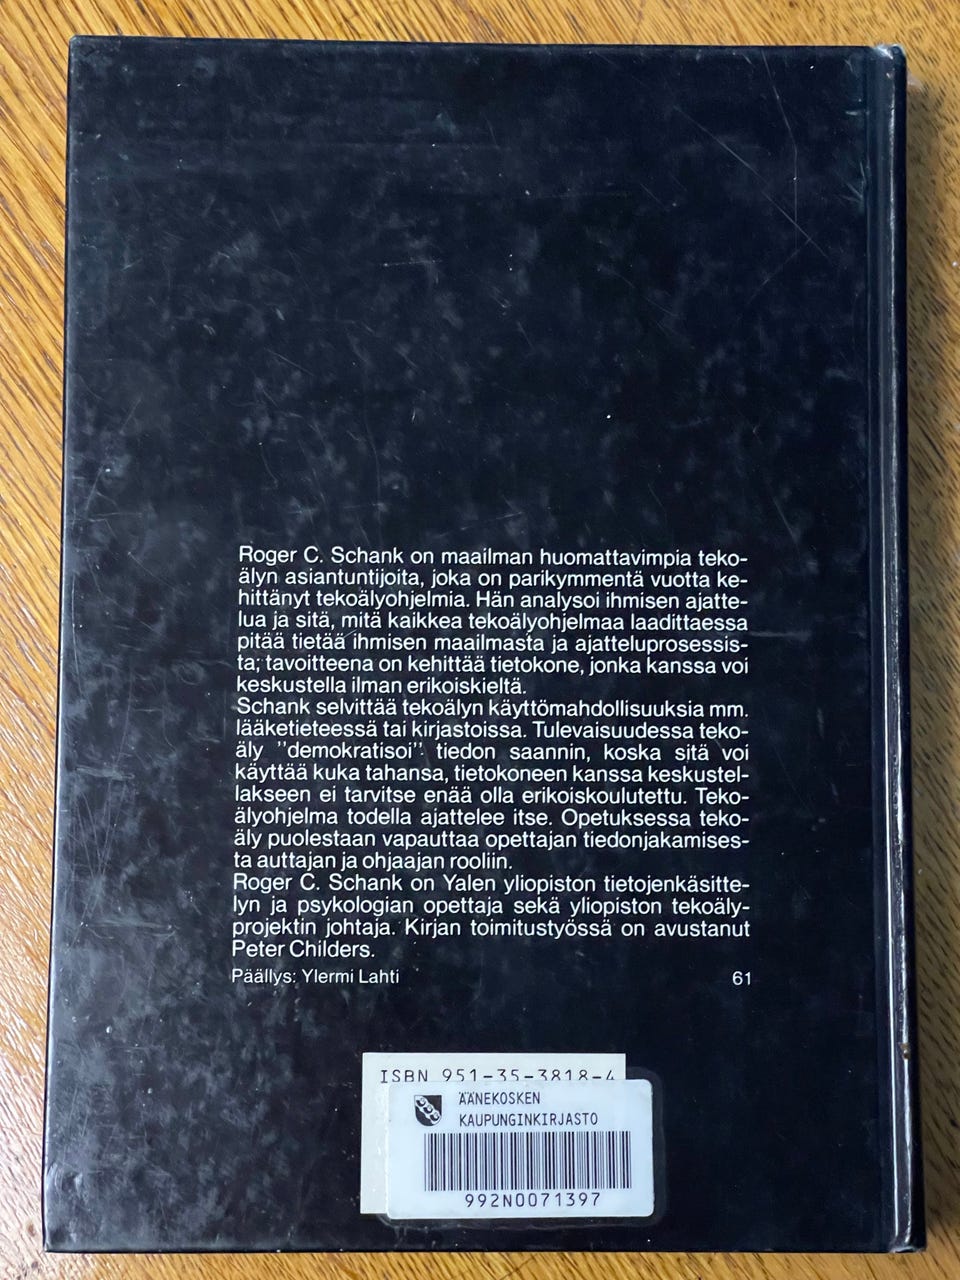 Roger C. Schank on maailman huomattavimpia teko-
älyn asiantuntijoita, joka on parikymmentä vuotta ke-
hittänyt tekoälyohjelmia. Hän analysoi ihmisen ajatte-
lua ja sitä, mitä kaikkea tekoälyohjelmaa laadittaessa
pitää tietää ihmisen maailmasta ja ajatteluprosessis-
ta; tavoitteena on kehittää tietokone, jonka kanssa voi
keskustella ilman erikoiskieltä.
Schank selvittää tekoälyn käyttömahdollisuuksia mm.
lääketieteessä tai kirjastoissa. Tulevaisuudessa teko-
äly "demokratisoi" tiedon saannin, koska sitä voi
käyttää kuka tahansa, tietokoneen kanssa keskustel-
lakseen ei tarvitse enää olla erikoiskoulutettu. Teko-
älyohjelma todella ajattelee itse. Opetuksessa teko-
äly puolestaan vapauttaa opettajan tiedonjakamises-
ta auttajan ja ohjaajan rooliin.
Roger C. Schank on Yalen yliopiston tietojenkäsitte-
lyn ja psykologian opettaja sekä yliopiston tekoäly-
projektin johtaja. Kirjan toimitustyössä on avustanut
Peter Childers.
Päällys: Ylermi Lahti 61
ISBN 951-35-3818-4
ÄÄNEKOSKEN
KAUPUNGINKIRJASTO
992N0071397